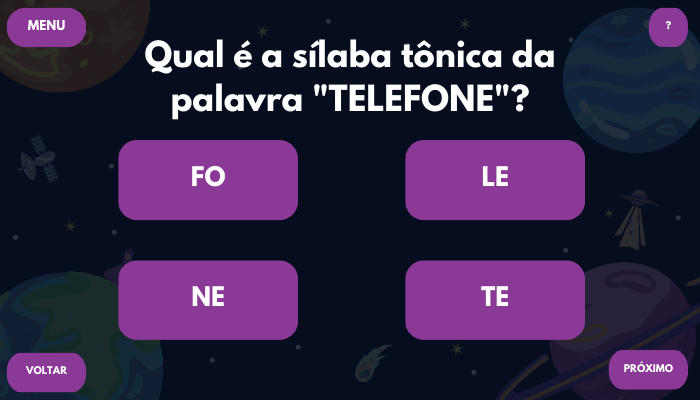 MENU
?
Qual é a sílaba tônica da
palavra "TELEFONE"?
FO
LE
NE
TE
VOLTAR
PRÓXIMO